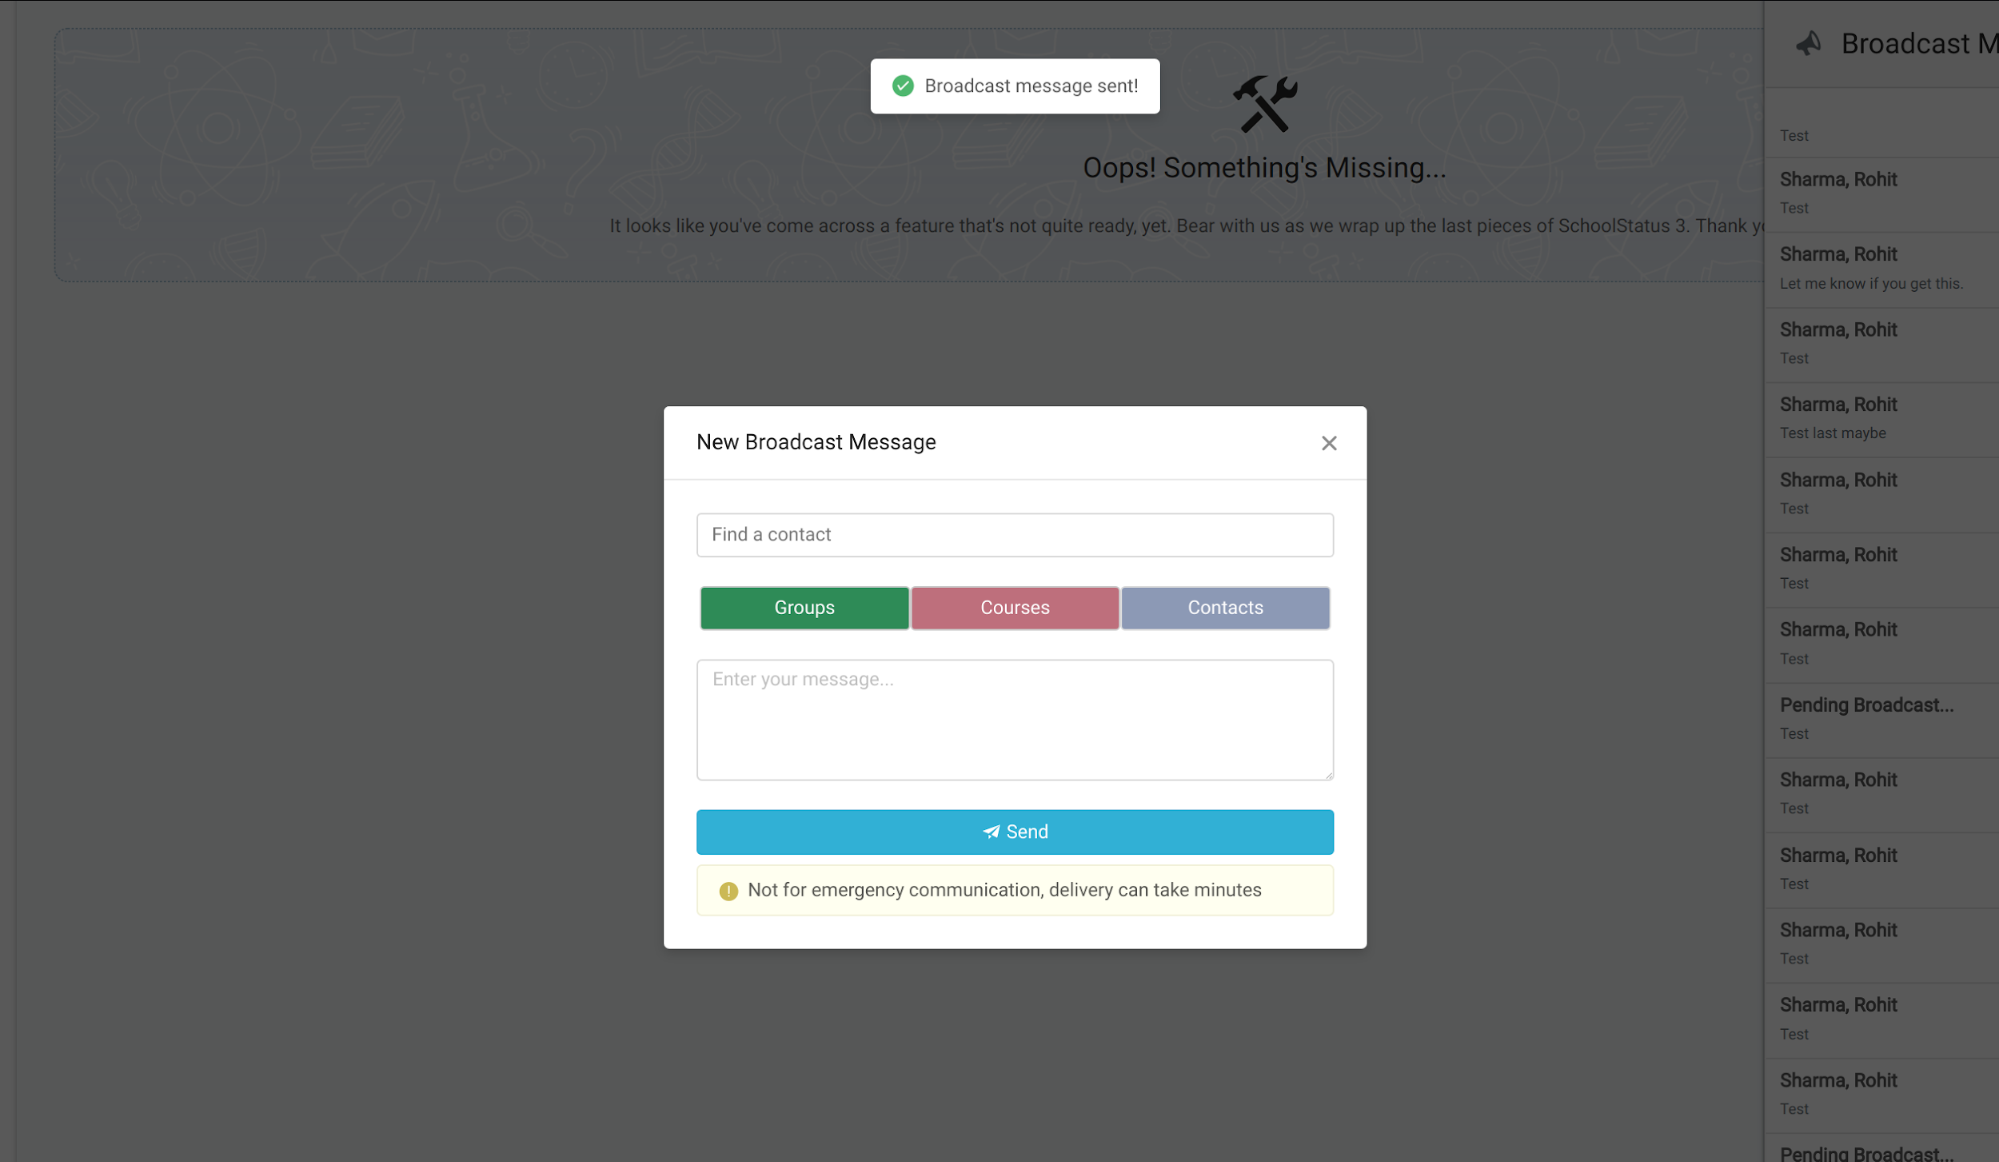 Broadcast message sent!
Oops! Something's Missing...
It looks like you've come across a feature that's not quite ready, yet. Bear with us as we wrap up the last pieces of SchoolStatus 3. Thank
New Broadcast Message
Find a contact
Groups
Courses
Contacts
Enter your message...
Send
Not for emergency communication, delivery can take minutes
Broadcast M
Test
Sharma, Rohit
Test
Sharma, Rohit
Let me know if you get this.
Sharma, Rohit
Test
Sharma, Rohit
Test last maybe
Sharma, Rohit
Test
Sharma, Rohit
Test
Sharma, Rohit
Test
Pending Broadcast...
Test
Sharma, Rohit
Test
Sharma, Rohit
Test
Sharma, Rohit
Test
Sharma, Rohit
Test
Sharma, Rohit
Test
Pending Broadcast...